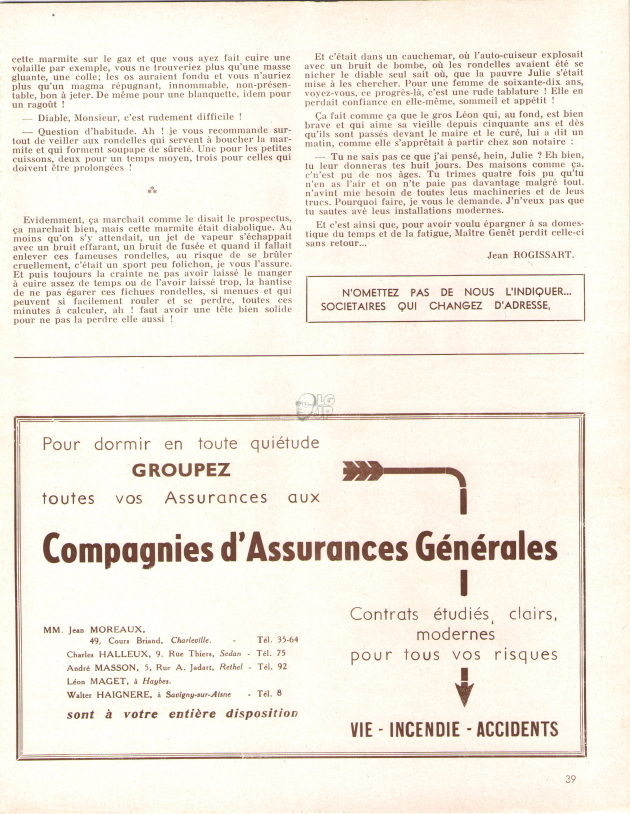 cette marmite sur le gaz et que vous ayez fait cuire une
volaille par exemple, vous ne trouveriez plus qu'une masse
gluante, une colle; les os auraient fondu et vous n'auriez
plus qu'un magma répugnant, innommable, non-présen-
table, bon à jeter. De même pour une blanquette, idem pour
un ragoût !
— Diable, Monsieur, c'est rudement difficile !
— Question d'habitude. Ah ! je vous recommande sur-
tout de veiller aux rondelles qui servent à boucher la mar-
mite et qui forment soupape de sûreté. Une pour les petites
cuissons, deux pour un temps moyen, trois pour celles qui
doivent être prolongées !
Evidemment, ça marchait comme le disait le prospectus,
ça marchait bien, mais cette marmite était diabolique. Au
moins qu'on s'y attendait, un jet de vapeur s'échappait
avec un bruit effarant, un bruit de fusée et quand il fallait
enlever ces fameuses rondelles, au risque de se brûler
cruellement, c'était un sport peu folichon, je vous l'assure.
Et puis toujours la crainte ne pas avoir laissé le manger
à cuire assez de temps ou de l'avoir laissé trop, la hantise
de ne pas égarer ces fichues rondelles, si menues et qui
peuvent si facilement rouler et se perdre, toutes ces
minutes à calculer, ah ! faut avoir une tête bien solide
pour ne pas la perdre elle aussi !
Et c'était dans un cauchemar, où l'auto-cuiseur explosait
avec un bruit de bombe, où les rondelles avaient été se
nicher le diable seul sait où, que la pauvre Julie s'était
mise à les chercher. Pour une femme de soixante-dix ans,
voyez-vous, ce progrès-là, c'est une rude tablature ! Elle en
perdait confiance en elle-même, sommeil et appétit !
Ça fait comme ça que le gros Léon qui, au fond, est bien
brave et qui aime sa vieille depuis cinquante ans et dès
qu'ils sont passés devant le maire et le curé, lui a dit un
matin, comme elle s'apprêtait à partir chez son notaire :
— Tu ne sais pas ce que j'ai pensé, hein, Julie ? Eh bien,
tu leur donneras tes huit jours. Des maisons comme ça,
c'n'est pu de nos âges. Tu trimes quatre fois pu qu'tu
n'en as l'air et on n'te paie pas davantage malgré tout.
n'avint mie besoin de toutes leus machineries et de leus
trucs. Pourquoi faire, je vous le demande. J'n'veux pas que
tu sautes avé leus installations modernes.
Et c'est ainsi que, pour avoir voulu épargner à sa domes-
tique du temps et de la fatigue, Maître Genêt perdit celle-ci
sans retour...
Jean ROGISSART.
N'OMETTEZ PAS DE NOUS L'INDIQUER...
SOCIETAIRES QUI CHANGEZ D'ADRESSE,
Pour dormir en toute quiétude
GROUPEZ
toutes vos Assurances aux
Compagnies d'Assurances Générales
MM. Jean MOREAUX,
49, Cours Briand, Charleville. - Tél. 35-64
Charles HALLEUX, 9. Rue Thiers, Sedan - Tél. 75
André MASSON, 5, Rue A. Jadart, Rethel - Tél. 92
Léon MAGET, à Haybes.
Walter HAIGNERE, à Savigny-sur-Aisne - Tél. 8
sont à votre entière disposition
Contrats étudiés, clairs,
modernes
pour tous vos risques
VIE - INCENDIE - ACCIDENTS
39